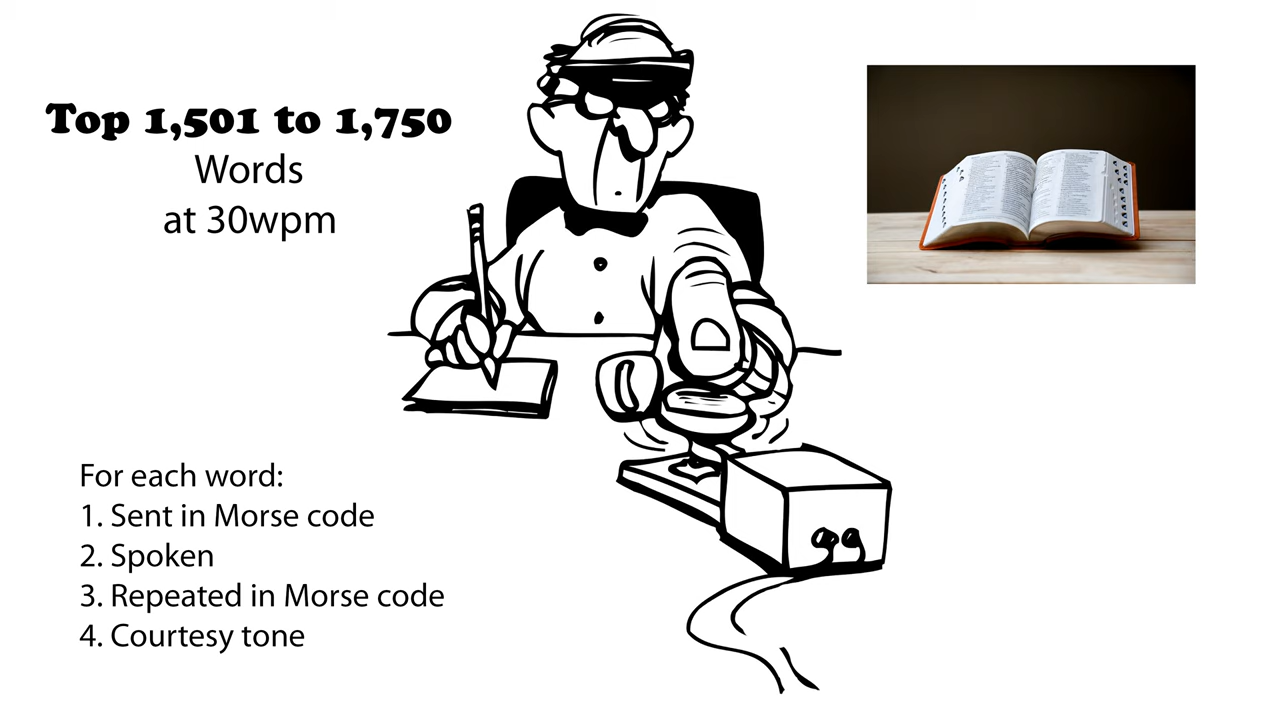 Top 1,501 to 1,750
Words
at 30wpm
For each word:
1. Sent in Morse code
2. Spoken
3. Repeated in Morse code
4. Courtesy tone